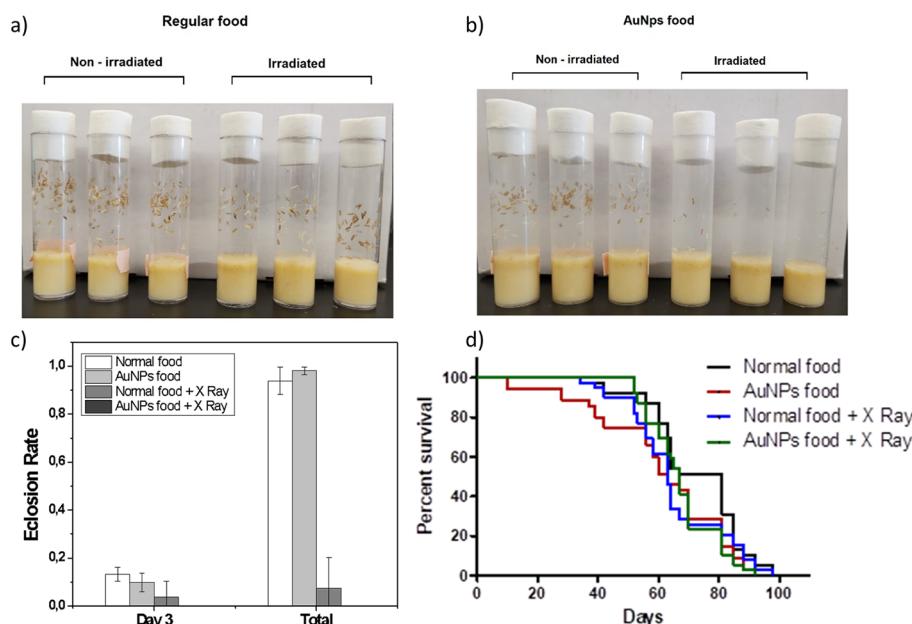 a)
Regular food
Non - irradiated
Irradiated
b)
AuNps food
Non - irradiated
Irradiated
c)
Normal food
AuNPs food
Normal food + X Ray
AuNPs food + X Ray
Eclosion Rate
1,0
0,8
0,6
0,4
0,2
0,0
Day 3
Total
d)
Normal food
AuNPs food
Normal food + X Ray
AuNPs food + X Ray
Percent survival
100
80
60
40
20
0
0
20
40
60
80
100
Days